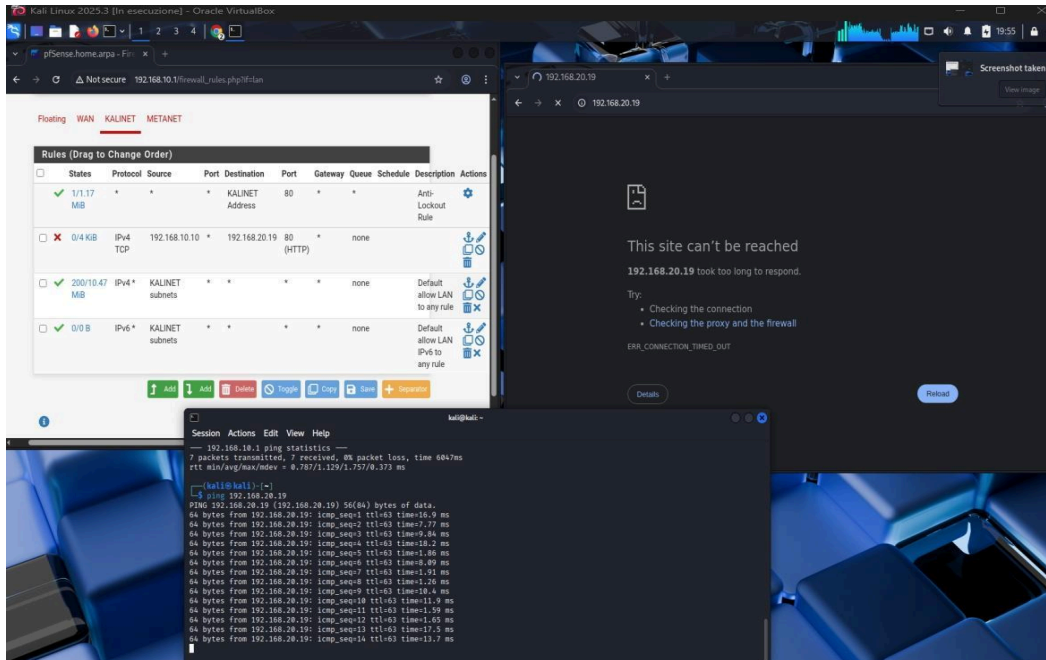 Kali Linux 2025.3 [In esecuzione] - Oracle VirtualBox
1 2 3 4
19:55
pfSense.home.arpa - Fire
Not secure 192.168.10.1/firewall_rules.php?if=lan
Floating WAN KALINET METANET
Rules (Drag to Change Order)
States Protocol Source Port Destination Port Gateway Queue Schedule Description Actions
1/1.17 * * * KALINET 80 * * Anti-
MiB Address Lockout
Rule
0/4 KiB IPv4 192.168.10.10 * 192.168.20.19 80 * none
TCP (HTTP)
200/10.47 IPv4 * KALINET * * * * none Default
MiB subnets allow LAN
to any rule
0/0 B IPv6 * KALINET * * * * none Default
subnets allow LAN
IPv6 to
any rule
Add Add Delete Toggle Copy Save Separator
192.168.20.19
192.168.20.19
Screenshot taken
View image
This site can't be reached
192.168.20.19 took too long to respond.
Try:
• Checking the connection
• Checking the proxy and the firewall
ERR_CONNECTION_TIMED_OUT
Details Reload
kali@kali: ~
Session Actions Edit View Help
--- 192.168.10.1 ping statistics ---
7 packets transmitted, 7 received, 0% packet loss, time 6047ms
rtt min/avg/max/mdev = 0.787/1.129/1.757/0.373 ms
(kali㉿kali)-[~]
$ ping 192.168.20.19
PING 192.168.20.19 (192.168.20.19) 56(84) bytes of data.
64 bytes from 192.168.20.19: icmp_seq=1 ttl=63 time=16.9 ms
64 bytes from 192.168.20.19: icmp_seq=2 ttl=63 time=7.77 ms
64 bytes from 192.168.20.19: icmp_seq=3 ttl=63 time=9.84 ms
64 bytes from 192.168.20.19: icmp_seq=4 ttl=63 time=18.2 ms
64 bytes from 192.168.20.19: icmp_seq=5 ttl=63 time=1.86 ms
64 bytes from 192.168.20.19: icmp_seq=6 ttl=63 time=8.09 ms
64 bytes from 192.168.20.19: icmp_seq=7 ttl=63 time=1.91 ms
64 bytes from 192.168.20.19: icmp_seq=8 ttl=63 time=1.26 ms
64 bytes from 192.168.20.19: icmp_seq=9 ttl=63 time=10.4 ms
64 bytes from 192.168.20.19: icmp_seq=10 ttl=63 time=11.9 ms
64 bytes from 192.168.20.19: icmp_seq=11 ttl=63 time=1.59 ms
64 bytes from 192.168.20.19: icmp_seq=12 ttl=63 time=1.65 ms
64 bytes from 192.168.20.19: icmp_seq=13 ttl=63 time=17.5 ms
64 bytes from 192.168.20.19: icmp_seq=14 ttl=63 time=13.7 ms